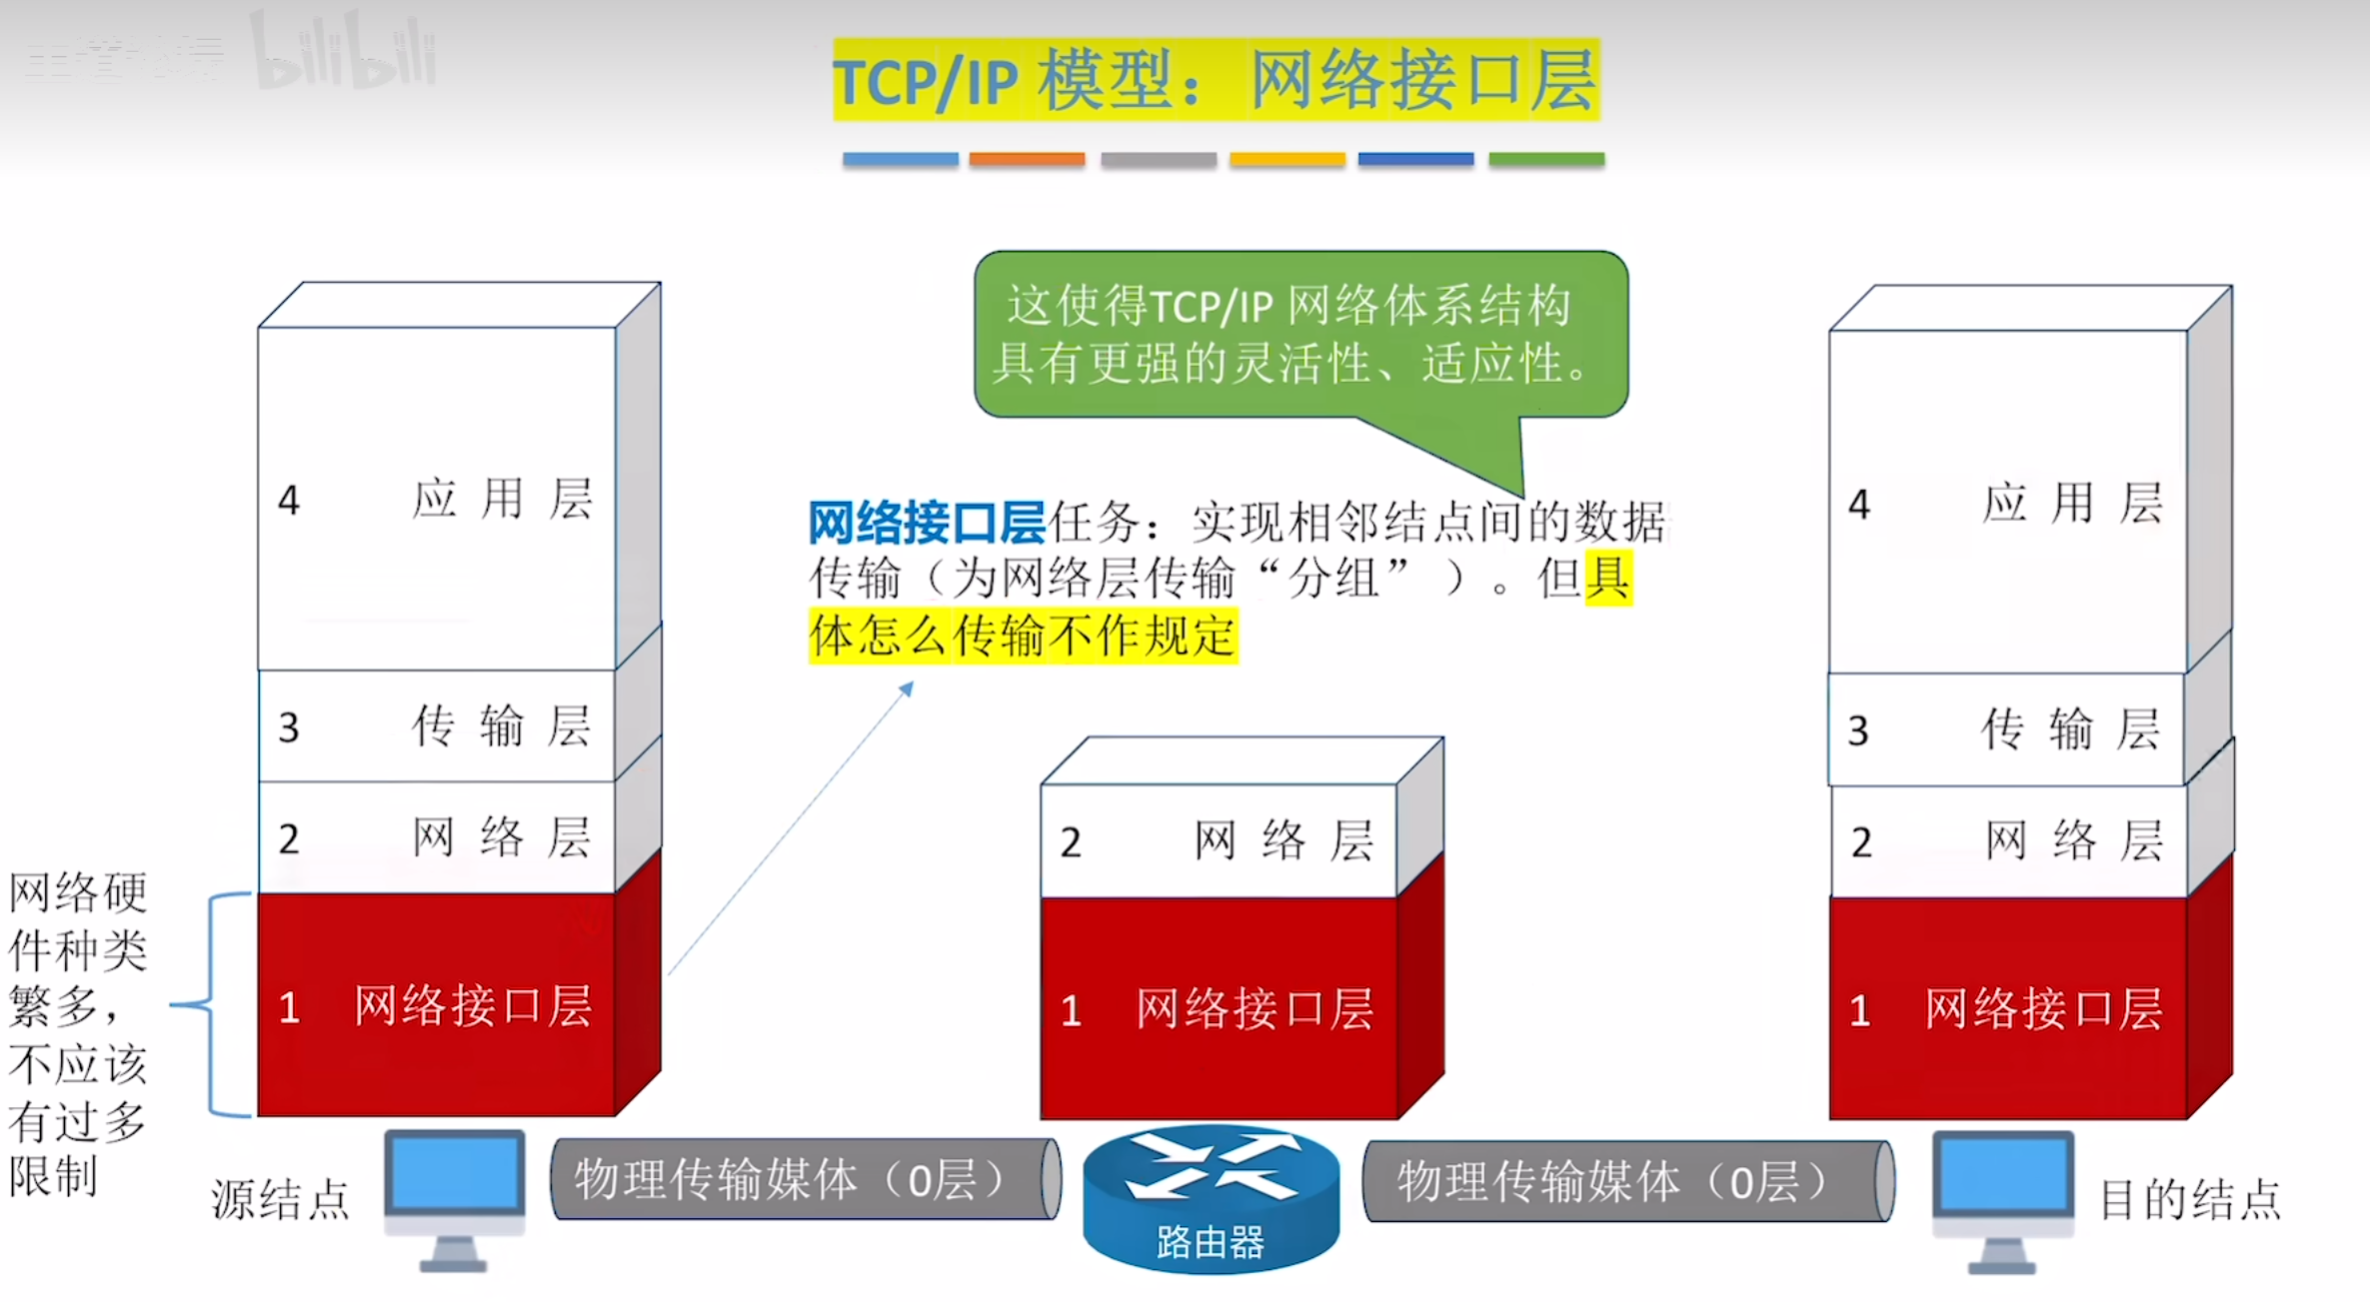 bilibili
TCP/IP 模型： 网络接口层
这使得TCP/IP 网络体系结构
具有更强的灵活性、适应性。
网络接口层任务：实现相邻结点间的数据
传输（为网络层传输“分组” ）。但具
体怎么传输不作规定
4 应 用 层
3 传 输 层
2 网 络 层
1 网络接口层
网络硬
件种类
繁多，
不应该
有过多
限制
2 网 络 层
1 网络接口层
4 应 用 层
3 传 输 层
2 网 络 层
1 网络接口层
源结点
物理传输媒体（0层）
路由器
物理传输媒体（0层）
目的结点